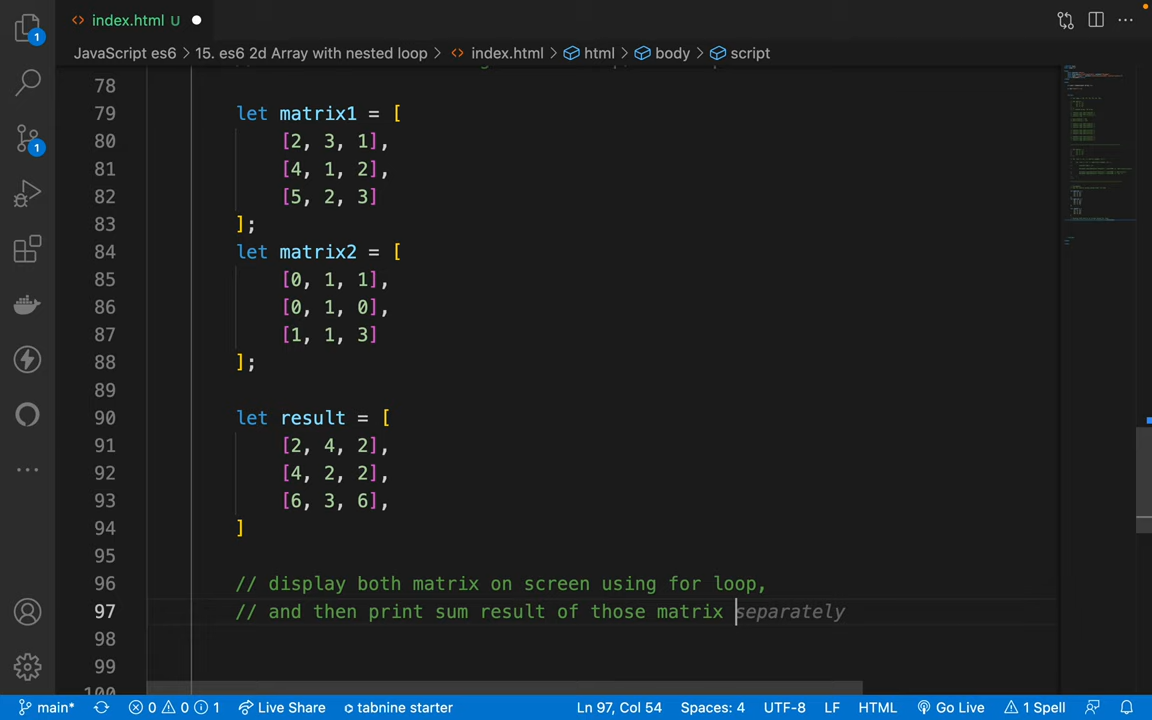 index.html U
JavaScript es6 > 15. es6 2d Array with nested loop > <> index.html > html > body > script
78
79 let matrix1 = [
80 [2, 3, 1],
81 [4, 1, 2],
82 [5, 2, 3]
83 ];
84 let matrix2 = [
85 [0, 1, 1],
86 [0, 1, 0],
87 [1, 1, 3]
88 ];
89
90 let result = [
91 [2, 4, 2],
92 [4, 2, 2],
93 [6, 3, 6],
94 ]
95
96 // display both matrix on screen using for loop,
97 // and then print sum result of those matrix separately
98
99
1
1
main* 0 0 1 Live Share tabnine starter Ln 97, Col 54 Spaces: 4 UTF-8 LF HTML Go Live 1 Spell